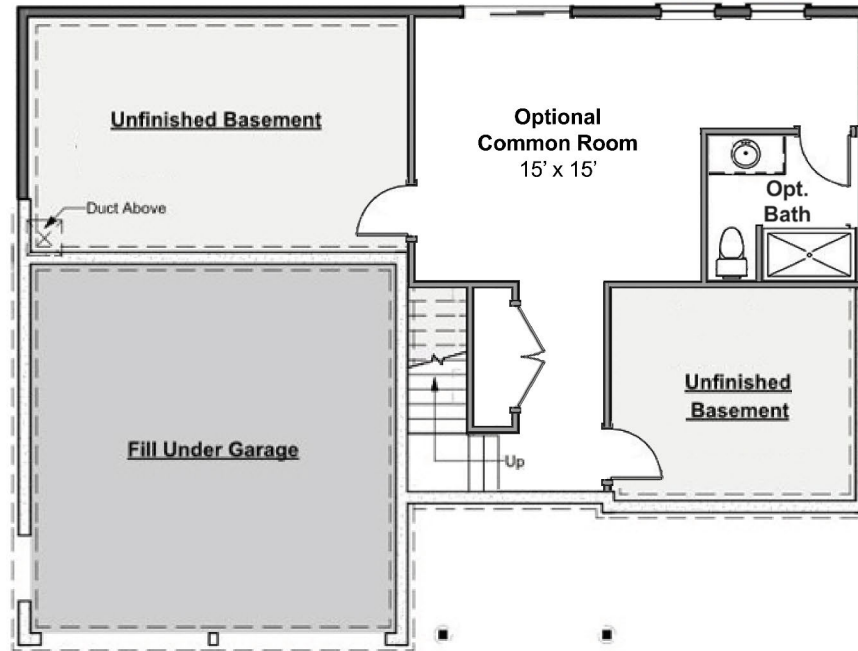 Unfinished Basement
Optional
Common Room
15’ x 15’
Opt.
Bath
Duct Above
Unfinished
Basement
Fill Under Garage
Up